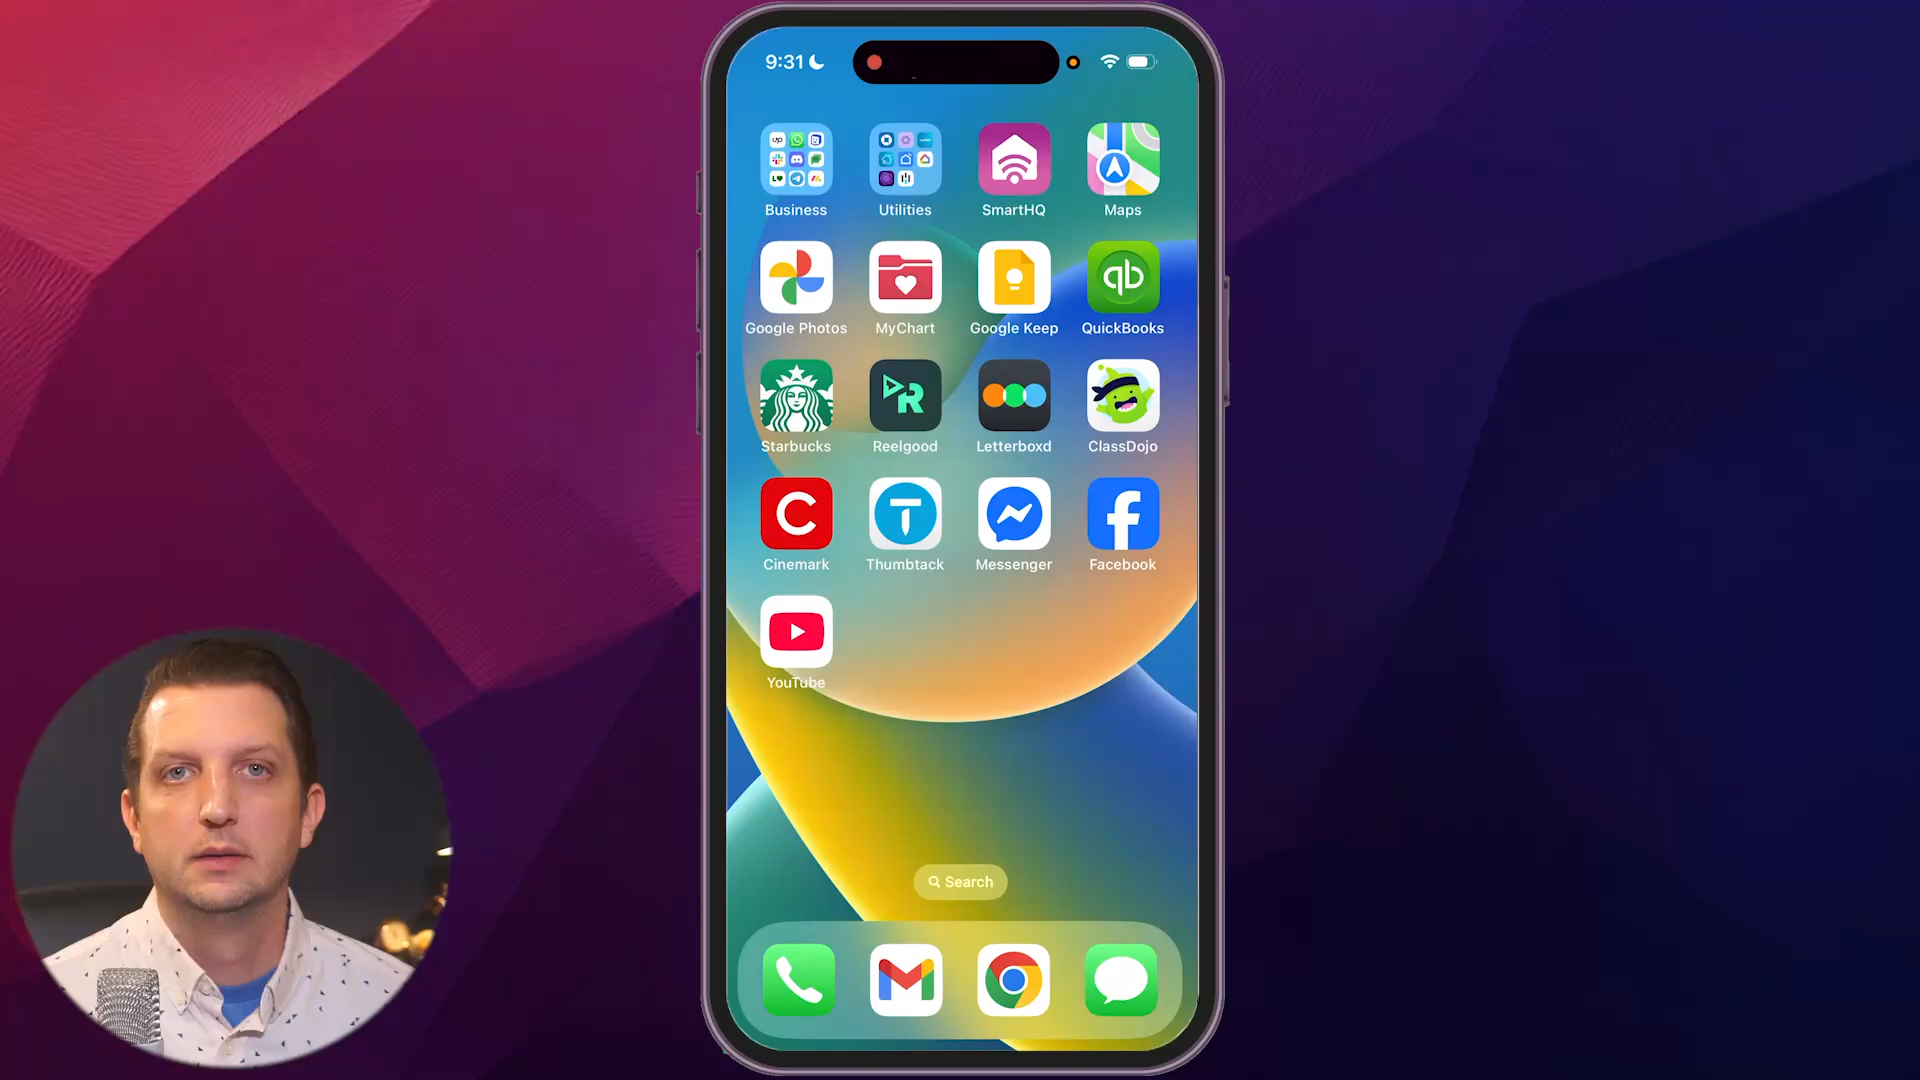 9:31
Business
Utilities
SmartHQ
Maps
Google Photos
MyChart
Google Keep
QuickBooks
Starbucks
Reelgood
Letterboxd
ClassDojo
Cinemark
Thumbtack
Messenger
Facebook
YouTube
Search